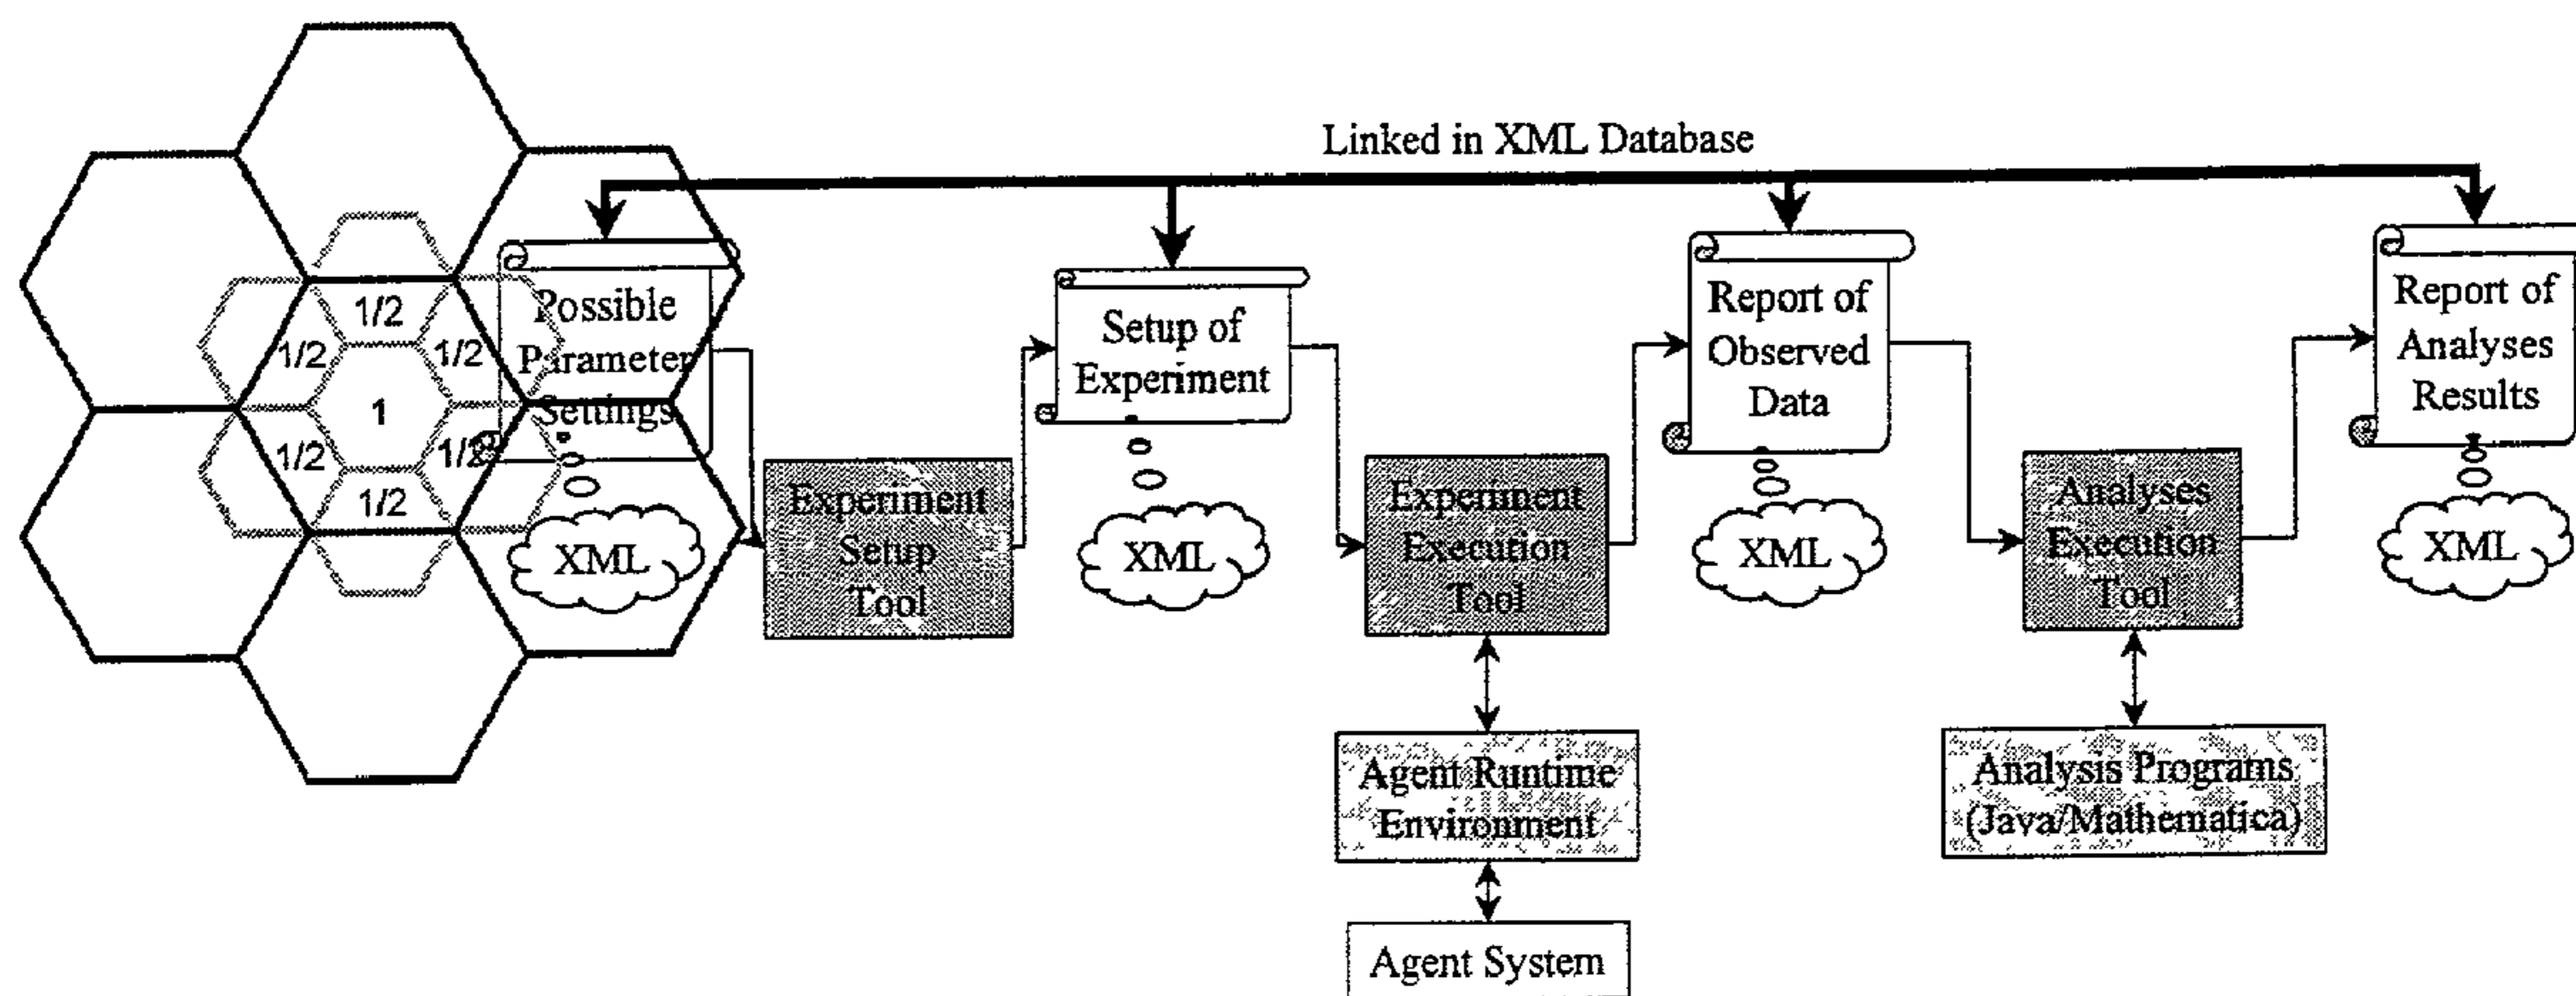 Linked in XML Database
1/2
1/2
1/2
1
1/2
1/2
1/2
Possible
Parameter
Settings
XML
Experiment
Setup
Tool
Setup of
Experiment
XML
Experiment
Execution
Tool
Agent Runtime
Environment
Agent System
Report of
Observed
Data
XML
Analyses
Execution
Tool
Analysis Programs
(Java/Mathematica)
Report of
Analyses
Results
XML